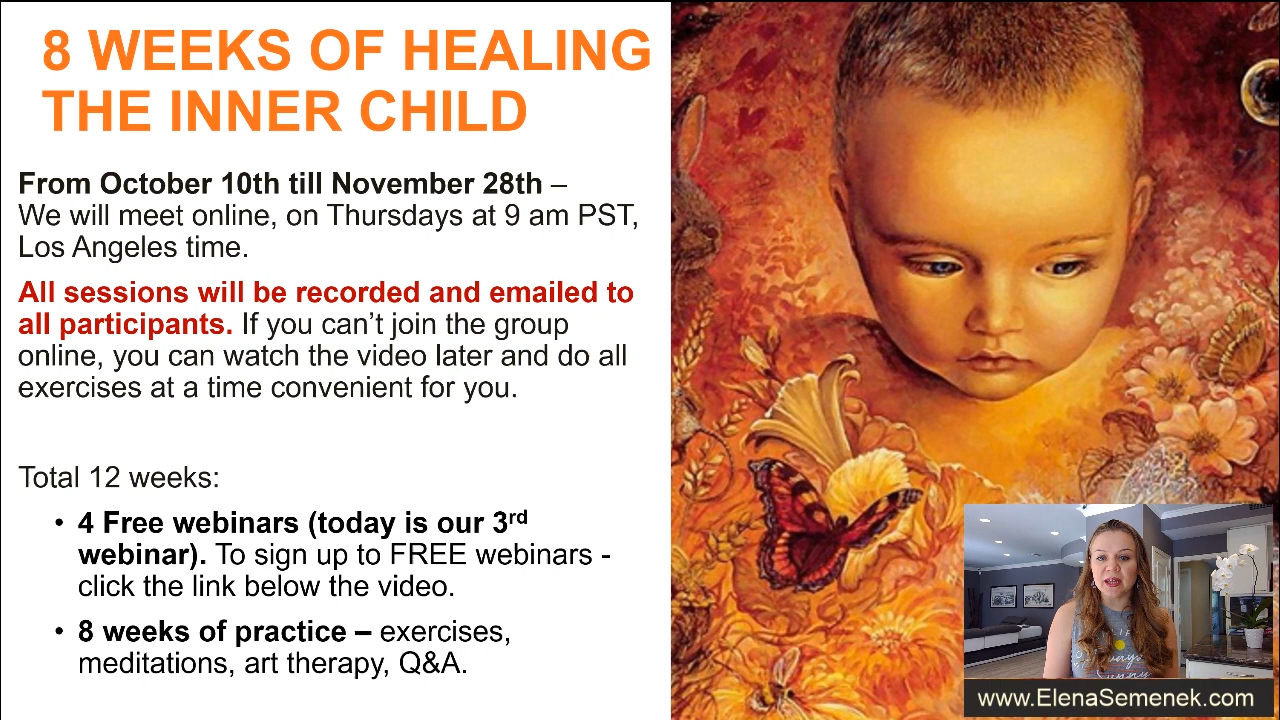 8 WEEKS OF HEALING
THE INNER CHILD
From October 10th till November 28th –
We will meet online, on Thursdays at 9 am PST,
Los Angeles time.
All sessions will be recorded and emailed to
all participants. If you can’t join the group
online, you can watch the video later and do all
exercises at a time convenient for you.
Total 12 weeks:
• 4 Free webinars (today is our 3rd
webinar). To sign up to FREE webinars -
click the link below the video.
• 8 weeks of practice – exercises,
meditations, art therapy, Q&A.
www.ElenaSemenek.com